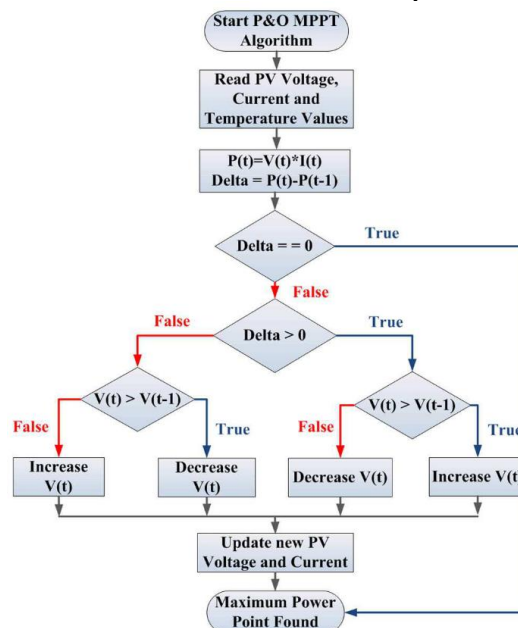 Start P&O MPPT
Algorithm
Read PV Voltage,
Current and
Temperature Values
P(t)=V(t)*I(t)
Delta = P(t)-P(t-1)
Delta = = 0
True
False
Delta > 0
False
True
V(t) > V(t-1)
V(t) > V(t-1)
False
True
False
True
Increase
V(t)
Decrease
V(t)
Decrease V(t)
Increase V(t
Update new PV
Voltage and Current
Maximum Power
Point Found